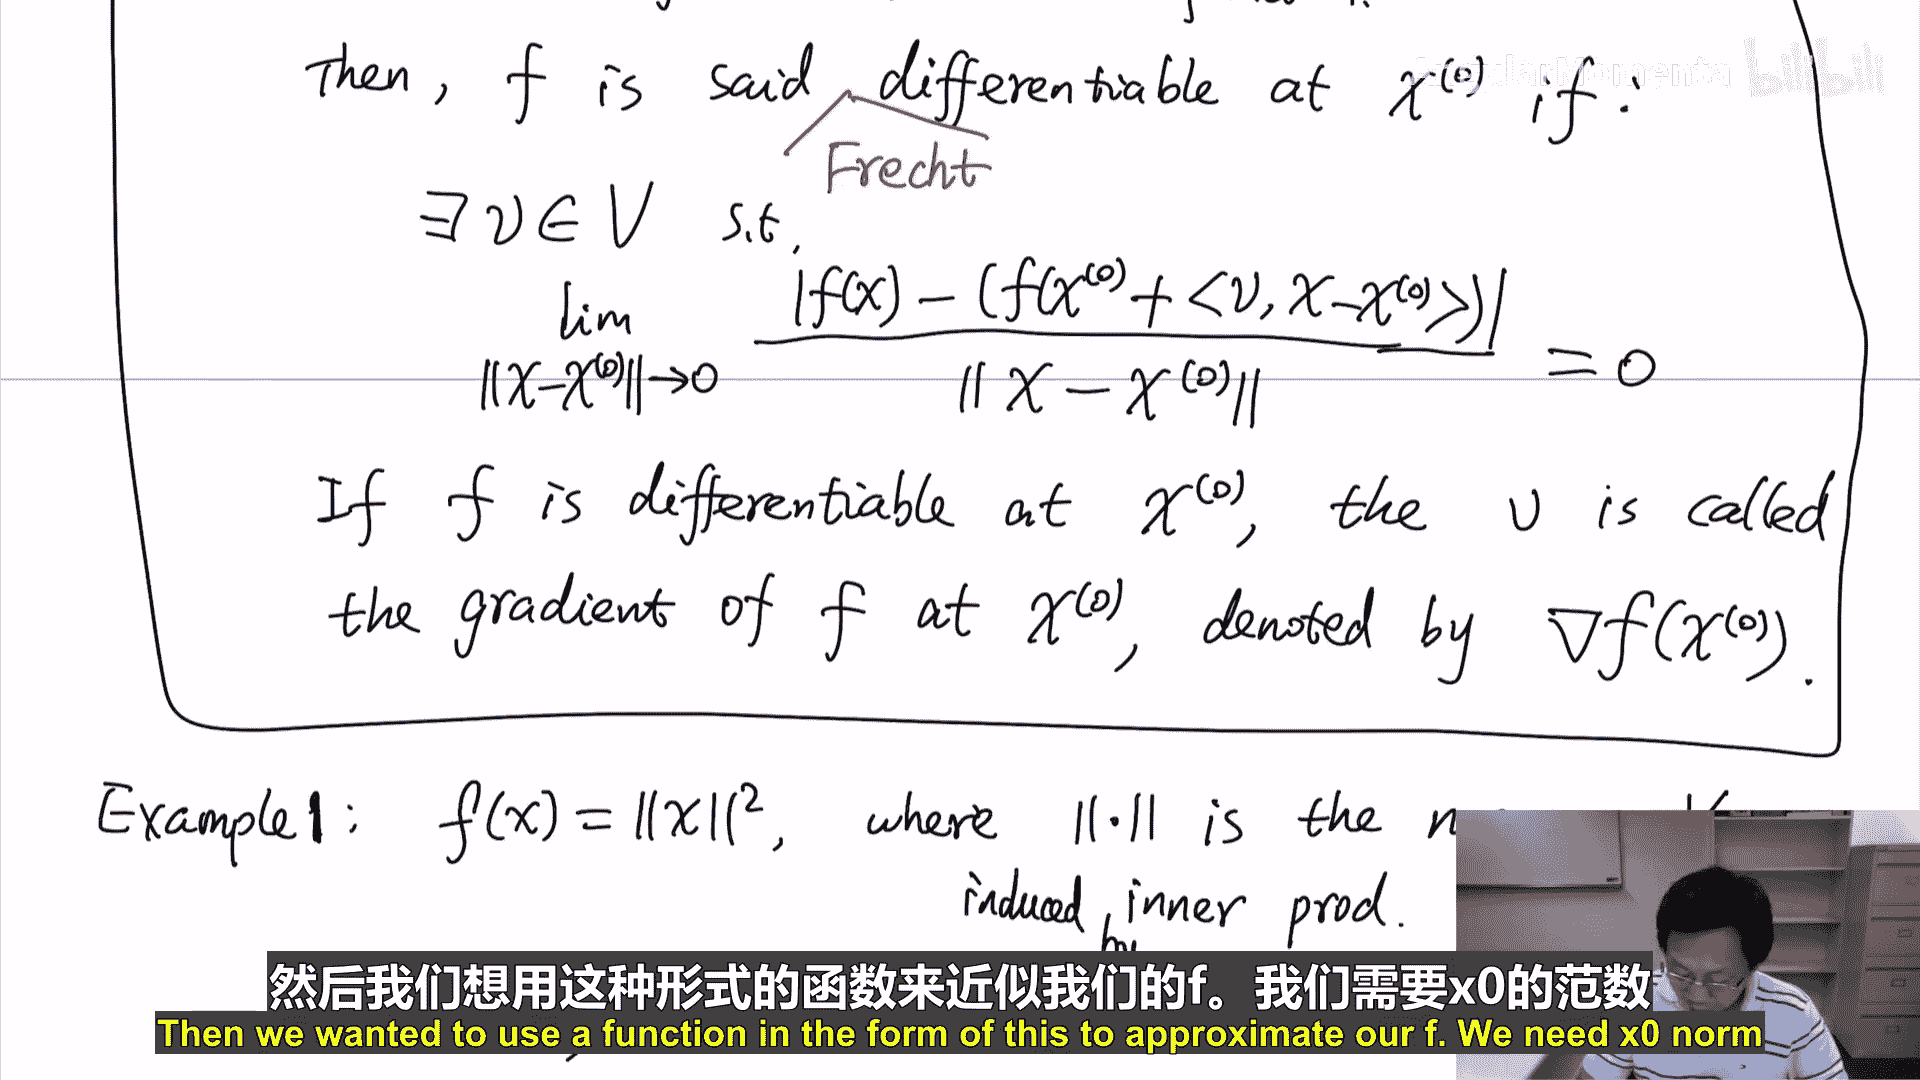 Then, f is said differentiable at x^(0) if:
Frecht
∃ v ∈ V s.t.
lim ‖x-x^(0)‖→0 |f(x) - (f(x^(0) + <v, x-x^(0)>)| / ‖x - x^(0)‖ = 0
If f is differentiable at x^(0), the v is called
the gradient of f at x^(0), denoted by ∇f(x^(0)).
Example 1: f(x) = ‖x‖², where ‖·‖ is the
induced by inner prod.
然后我们想用这种形式的函数来近似我们的f。我们需要x0的范数
Then we wanted to use a function in the form of this to approximate our f. We need x0 norm
bilibili